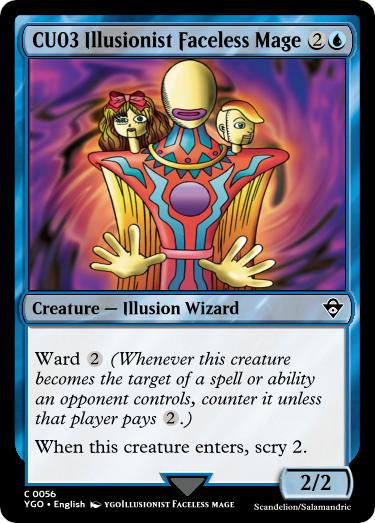 CU03 Illusionist Faceless Mage 2
Creature — Illusion Wizard
Ward 2 (Whenever this creature
becomes the target of a spell or ability
an opponent controls, counter it unless
that player pays 2.)
When this creature enters, scry 2.
2/2
C 0056
YGO • English YGOIllusionist Faceless mage
Scandelion/Salamandric